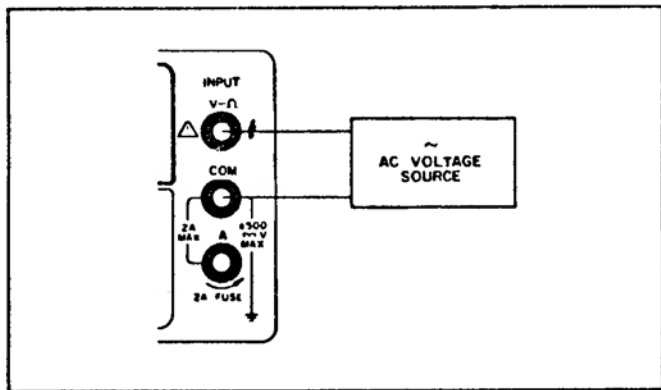 INPUT
V-Ω
COM
2A
MAX
A
±500
V
MAX
2A FUSE
~
AC VOLTAGE
SOURCE